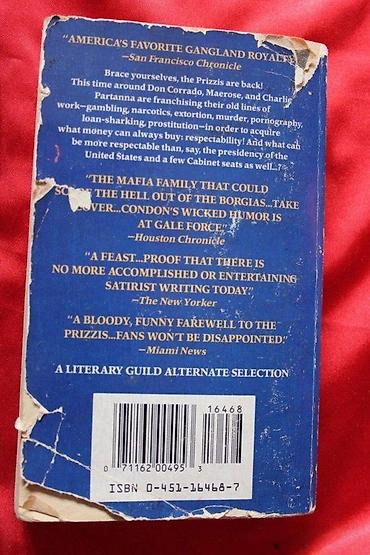 "AMERICA'S FAVORITE GANGLAND ROYALTY
—San Francisco Chronicle
Brace yourselves, the Prizzis are back!
This time around Don Corrado, Maerose, and Charlie
Partanna are franchising their old lines of
work—gambling, narcotics, extortion, murder, pornography,
loan-sharking, prostitution—in order to acquire
what money can always buy: respectability! And what can
be more respectable than, say, the presidency of the
United States and a few Cabinet seats as well...?
"THE MAFIA FAMILY THAT COULD
THE HELL OUT OF THE BORGIAS...TAKE
COVER...CONDON'S WICKED HUMOR IS
AT GALE FORCE"
—Houston Chronicle
"A FEAST...PROOF THAT THERE IS
NO MORE ACCOMPLISHED OR ENTERTAINING
SATIRIST WRITING TODAY."
—The New Yorker
"A BLOODY, FUNNY FAREWELL TO THE
PRIZZIS...FANS WON'T BE DISAPPOINTED."
—Miami News
A LITERARY GUILD ALTERNATE SELECTION
16468
0 71162 00495 3
ISBN 0-451-16468-7